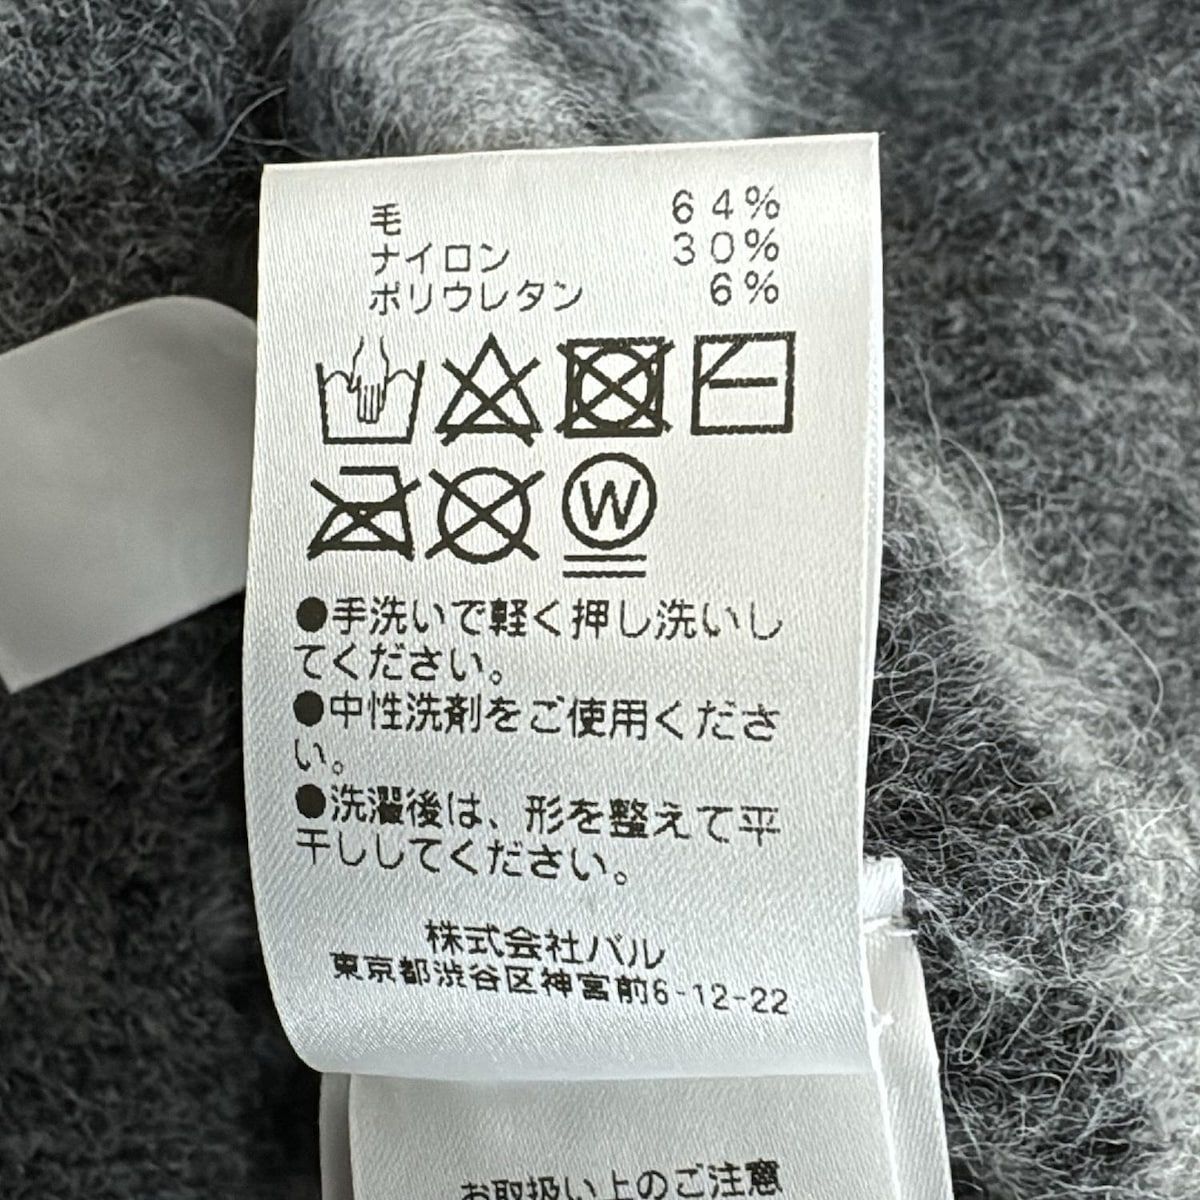 毛 64%
ナイロン 30%
ポリウレタン 6%
W
●手洗いで軽く押し洗いし
てください。
●中性洗剤をご使用くださ
い。
●洗濯後は、形を整えて平
干ししてください。
株式会社バル
東京都渋谷区神宮前6-12-22
お取扱い上のご注意